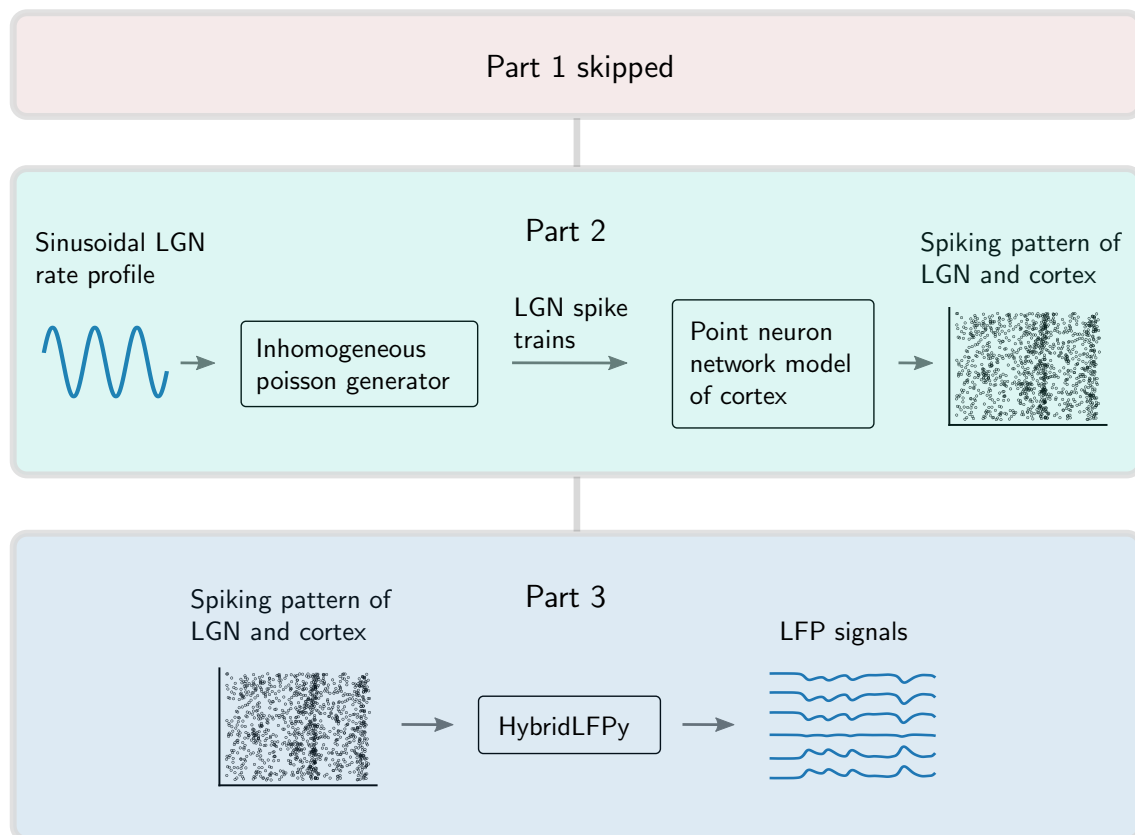 Part 1 skipped
Part 2
Sinusoidal LGN
rate profile
Inhomogeneous
poisson generator
LGN spike
trains
Point neuron
network model
of cortex
Spiking pattern of
LGN and cortex
Part 3
Spiking pattern of
LGN and cortex
HybridLFPy
LFP signals